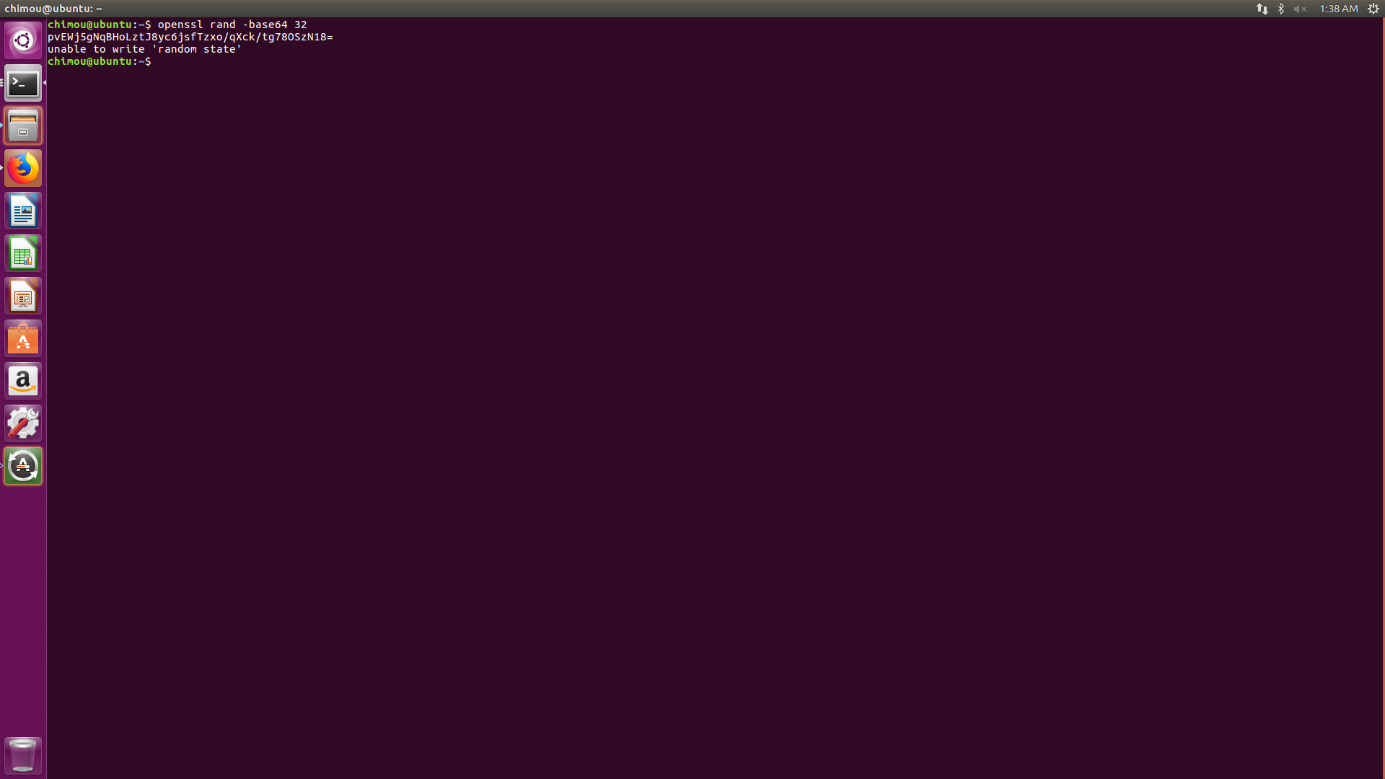 chimou@ubuntu: ~
1:38 AM
chimou@ubuntu:~$ openssl rand -base64 32
pvEWj5gNqBHoLztJ8yc6jsfTzxo/qXck/tg78OSzN18=
unable to write 'random state'
chimou@ubuntu:~$